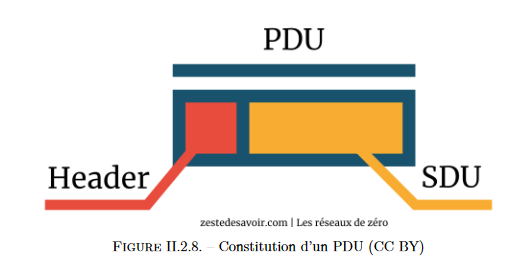 PDU
Header
SDU
zestedesavoir.com | Les réseaux de zéro
FIGURE II.2.8. – Constitution d'un PDU (CC BY)